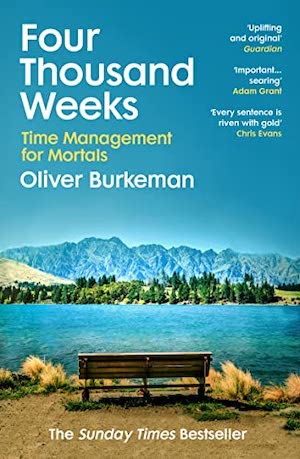 Four
Thousand
Weeks
Time Management
for Mortals
Oliver Burkeman
‘Uplifting
and original’
Guardian
‘Important...
searing’
Adam Grant
‘Every sentence is
riven with gold’
Chris Evans
The Sunday Times Bestseller